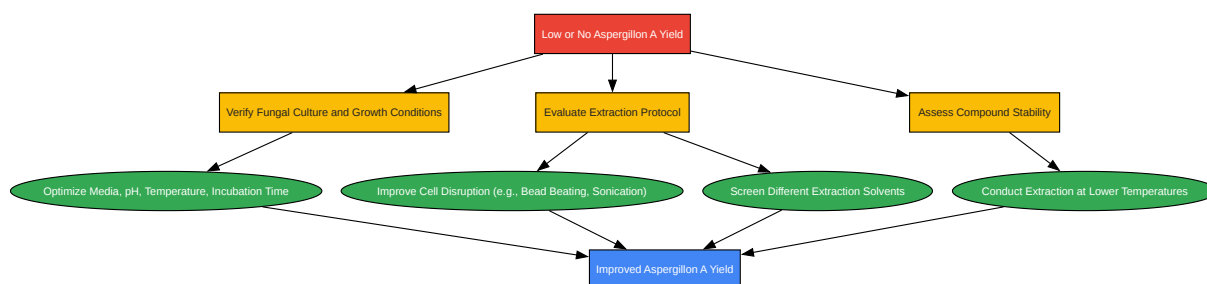 Low or No Aspergillon A Yield
Verify Fungal Culture and Growth Conditions
Evaluate Extraction Protocol
Assess Compound Stability
Optimize Media, pH, Temperature, Incubation Time
Improve Cell Disruption (e.g., Bead Beating, Sonication)
Screen Different Extraction Solvents
Conduct Extraction at Lower Temperatures
Improved Aspergillon A Yield